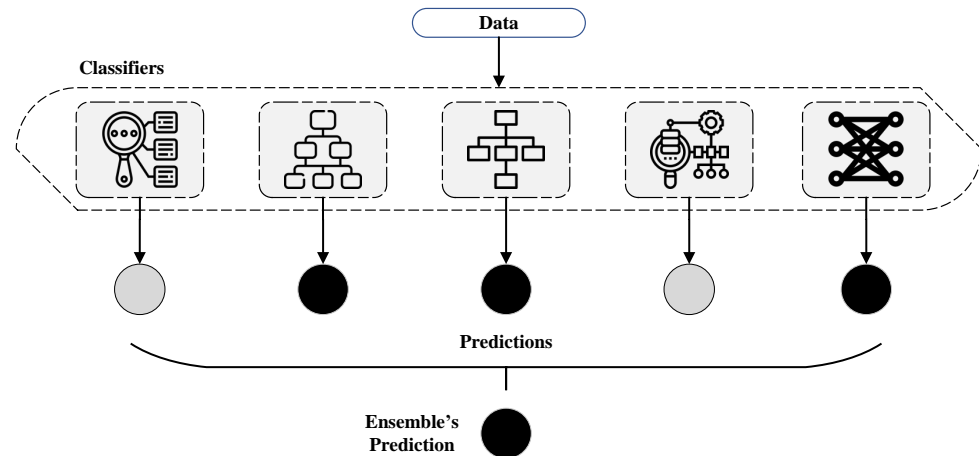 Data
Classifiers
Predictions
Ensemble's
Prediction